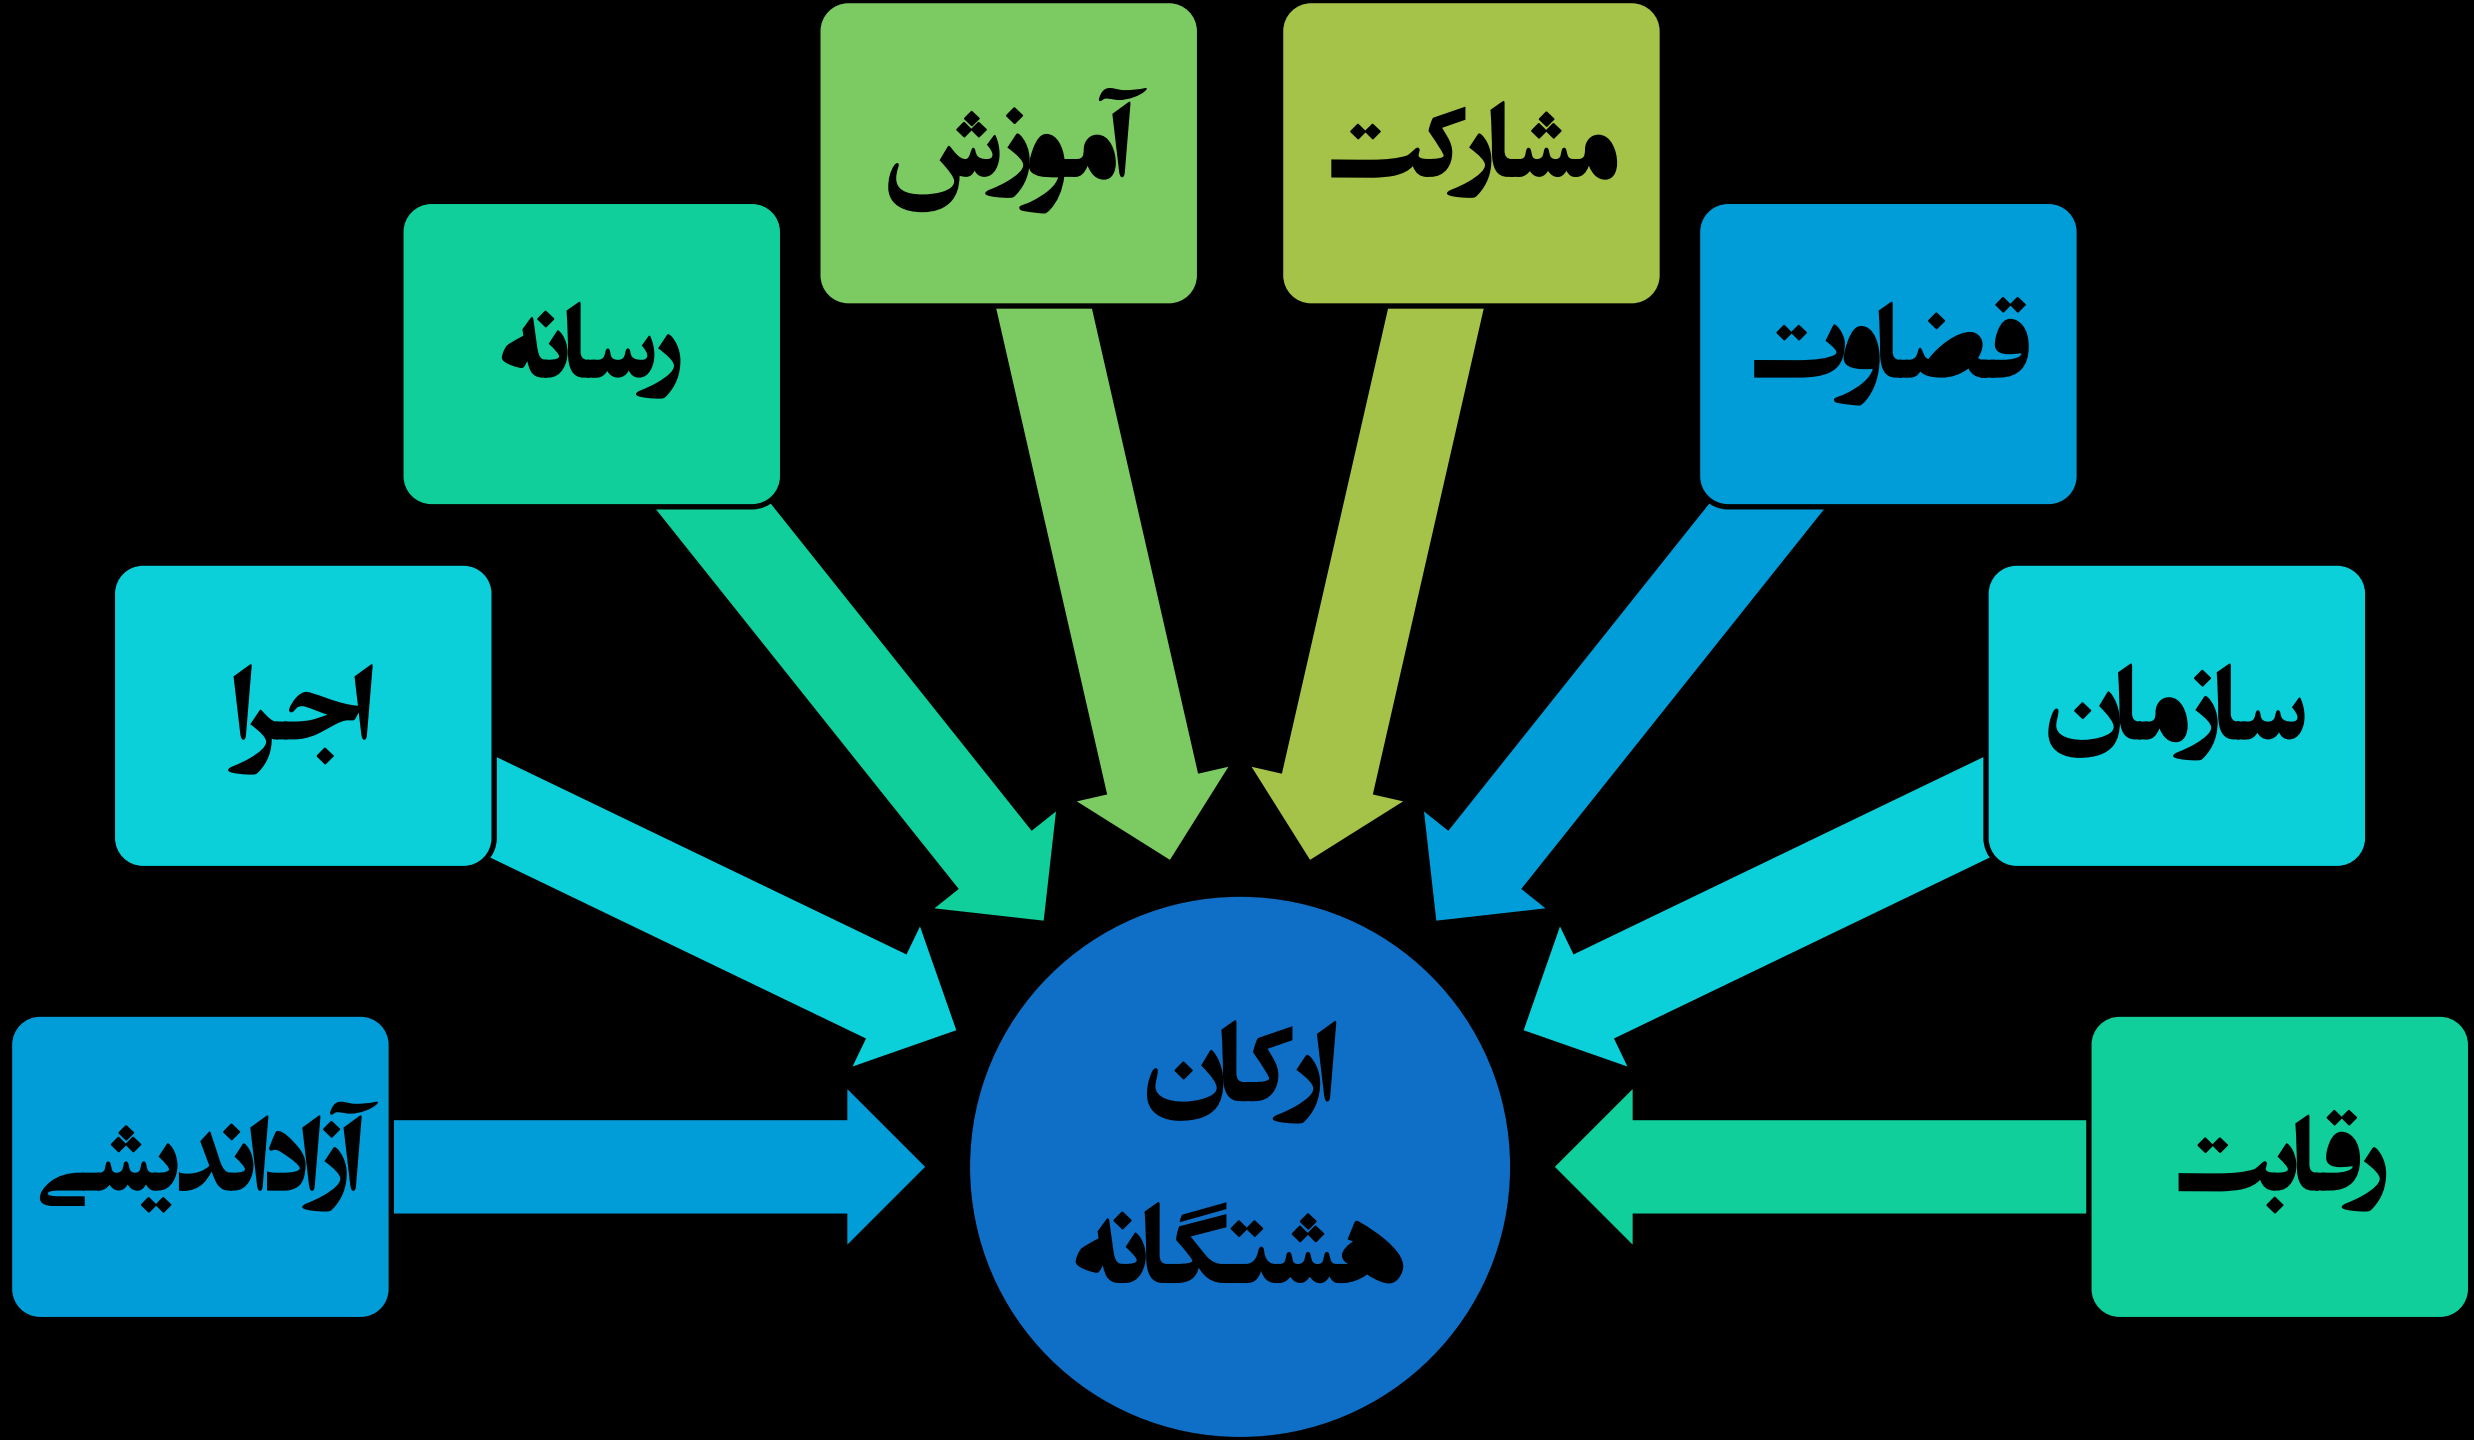 مشارکت
آموزش
قضاوت
رسانه
سازمان
اجرا
رقابت
آزاداندیشی
ارکان
هشتگانه